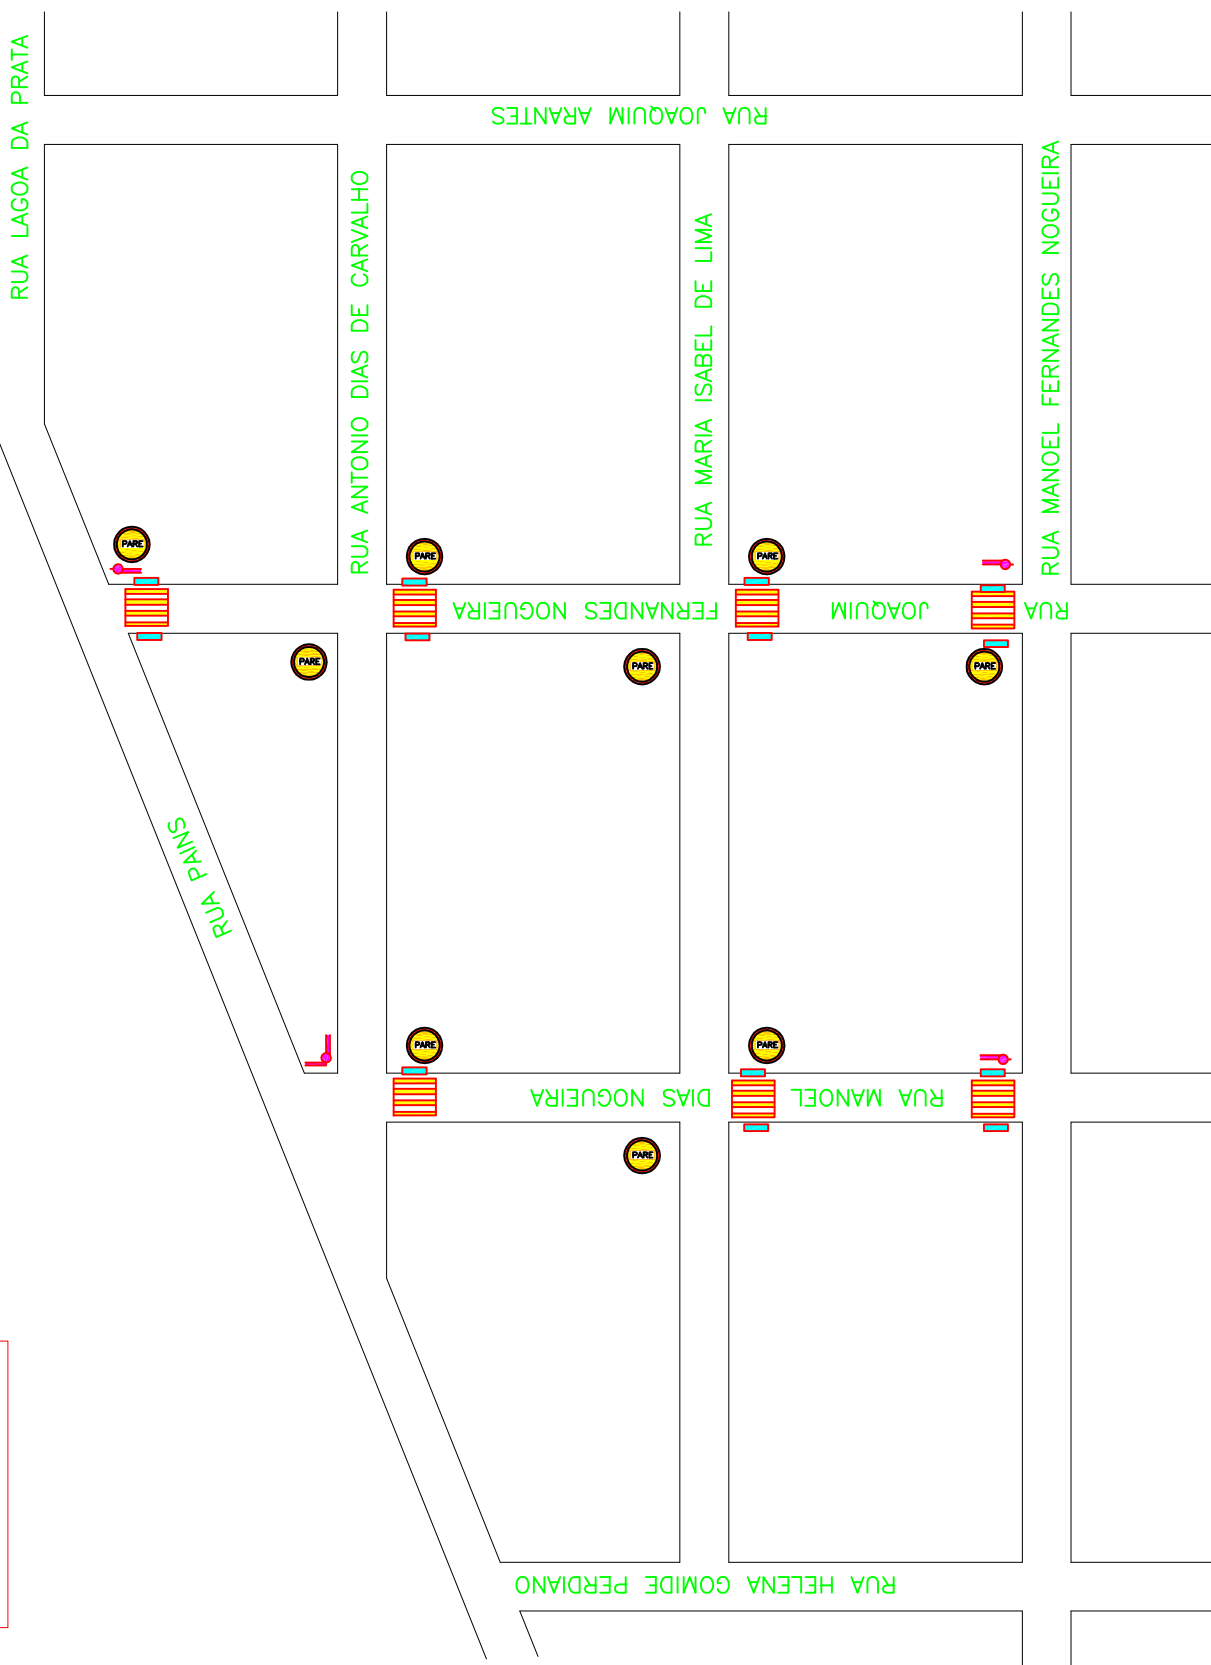 RUA LAGOA DA PRATA
RUA JOAQUIM ARANTES
RUA ANTONIO DIAS DE CARVALHO
RUA MARIA ISABEL DE LIMA
RUA MANOEL FERNANDES NOGUEIRA
PARE
PARE
PARE
RUA JOAQUIM FERNANDES NOGUEIRA
PARE
PARE
PARE
RUA PAINS
PARE
PARE
RUA MANOEL DIAS NOGUEIRA
PARE
RUA HELENA GOMIDE PERDIANO